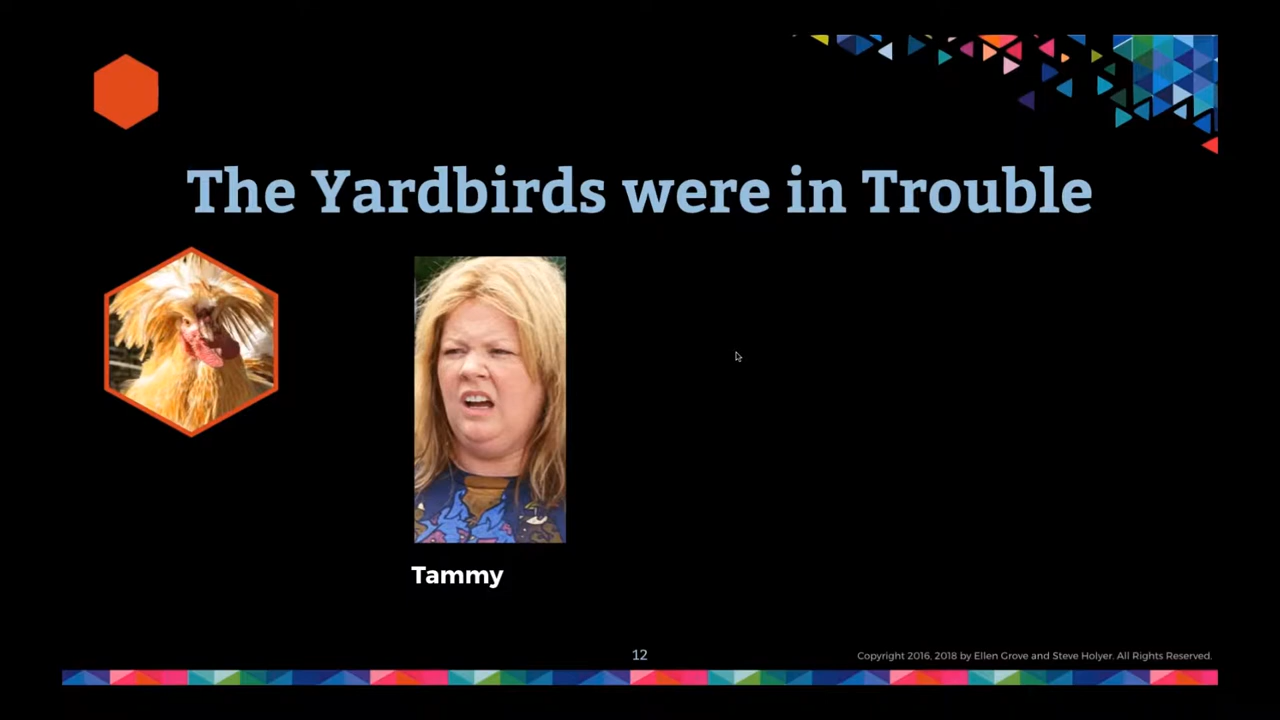 The Yardbirds were in Trouble
Tammy
12
Copyright 2016, 2018 by Ellen Grove and Steve Holyer. All Rights Reserved.